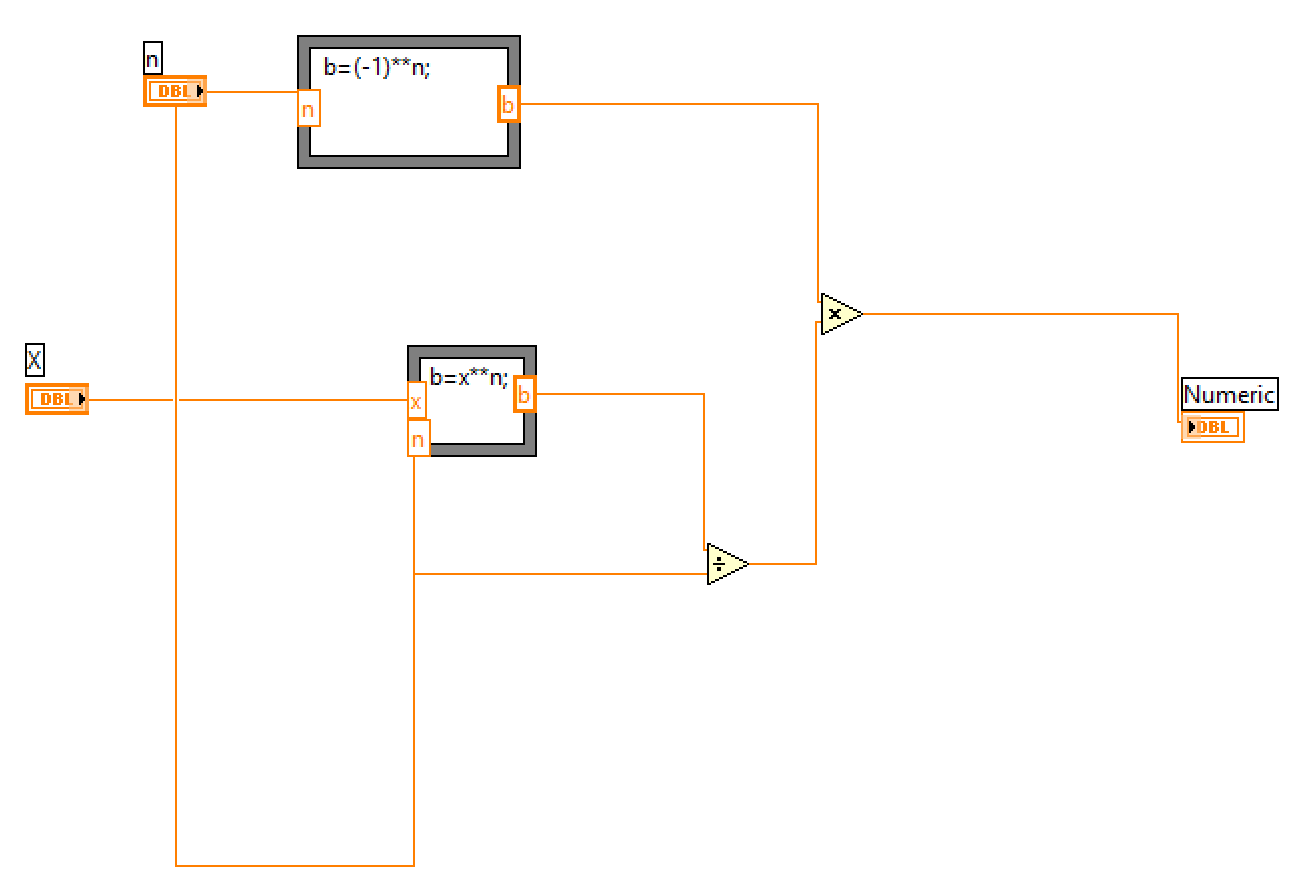 n
DBL
b=(-1)**n;
n
b
X
DBL
b=x**n;
x
b
n
x
÷
Numeric
DBL